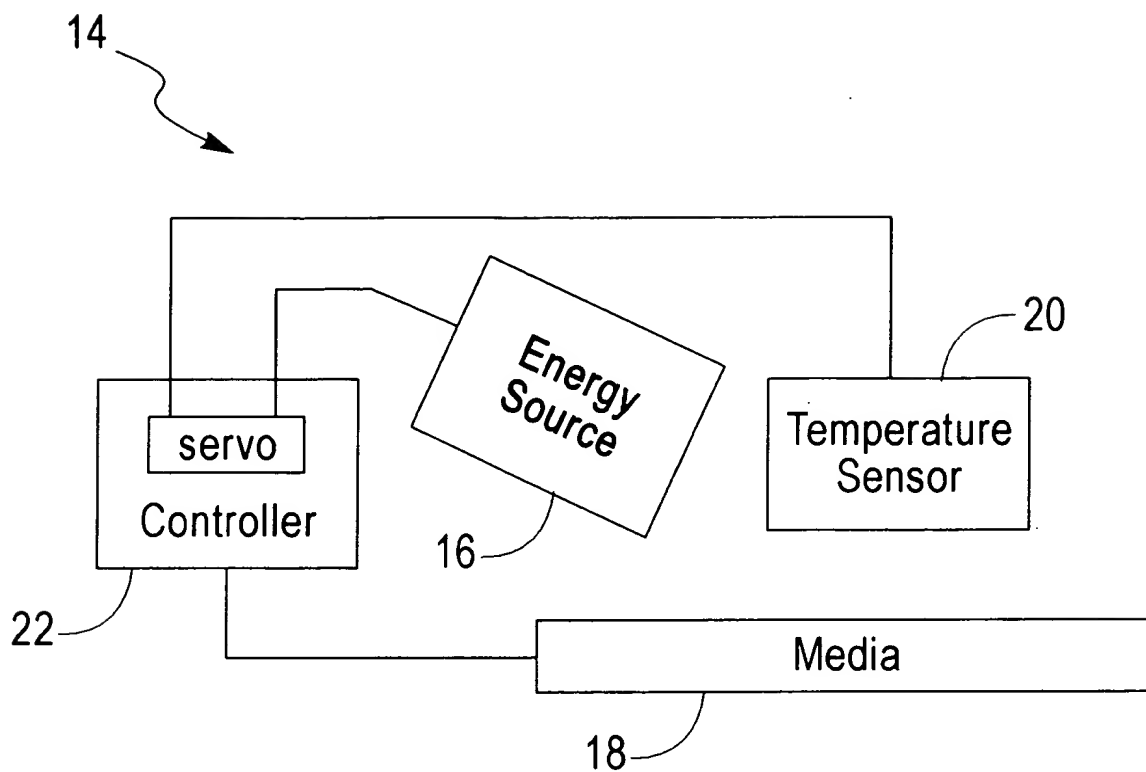 14
20
Energy
Source
Temperature
Sensor
servo
Controller
16
22
Media
18